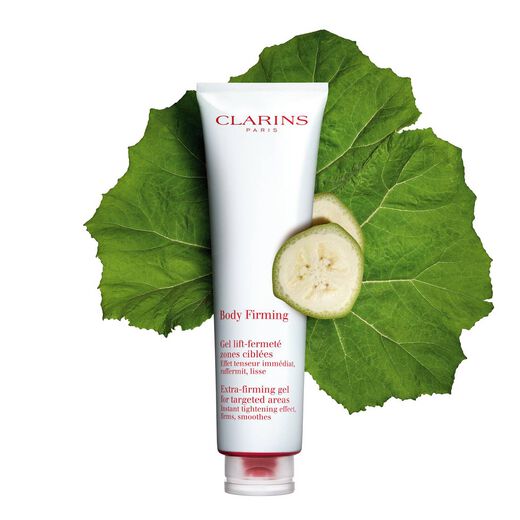 CLARINS
PARIS
Body Firming
Gel lift-fermeté
zones ciblées
Effet tenseur immédiat,
raffermit, lisse
Extra-firming gel
for targeted areas
Instant tightening effect,
firms, smoothes